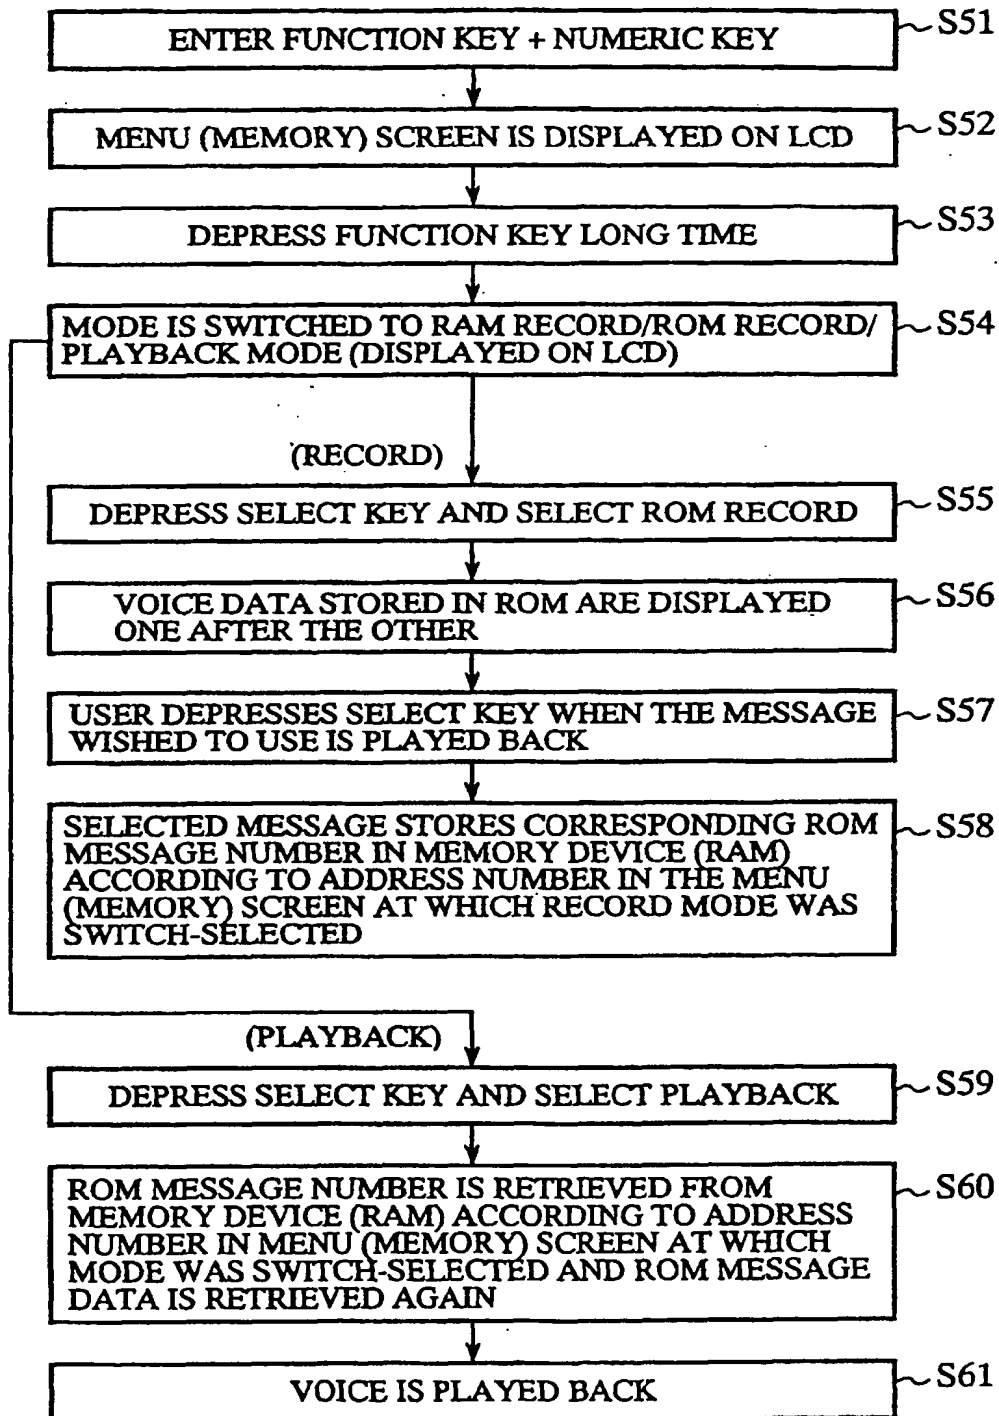 ENTER FUNCTION KEY + NUMERIC KEY
S51
MENU (MEMORY) SCREEN IS DISPLAYED ON LCD
S52
DEPRESS FUNCTION KEY LONG TIME
S53
MODE IS SWITCHED TO RAM RECORD/ROM RECORD/
PLAYBACK MODE (DISPLAYED ON LCD)
S54
(RECORD)
DEPRESS SELECT KEY AND SELECT ROM RECORD
S55
VOICE DATA STORED IN ROM ARE DISPLAYED
ONE AFTER THE OTHER
S56
USER DEPRESSES SELECT KEY WHEN THE MESSAGE
WISHED TO USE IS PLAYED BACK
S57
SELECTED MESSAGE STORES CORRESPONDING ROM
MESSAGE NUMBER IN MEMORY DEVICE (RAM)
ACCORDING TO ADDRESS NUMBER IN THE MENU
(MEMORY) SCREEN AT WHICH RECORD MODE WAS
SWITCH-SELECTED
S58
(PLAYBACK)
DEPRESS SELECT KEY AND SELECT PLAYBACK
S59
ROM MESSAGE NUMBER IS RETRIEVED FROM
MEMORY DEVICE (RAM) ACCORDING TO ADDRESS
NUMBER IN MENU (MEMORY) SCREEN AT WHICH
MODE WAS SWITCH-SELECTED AND ROM MESSAGE
DATA IS RETRIEVED AGAIN
S60
VOICE IS PLAYED BACK
S61